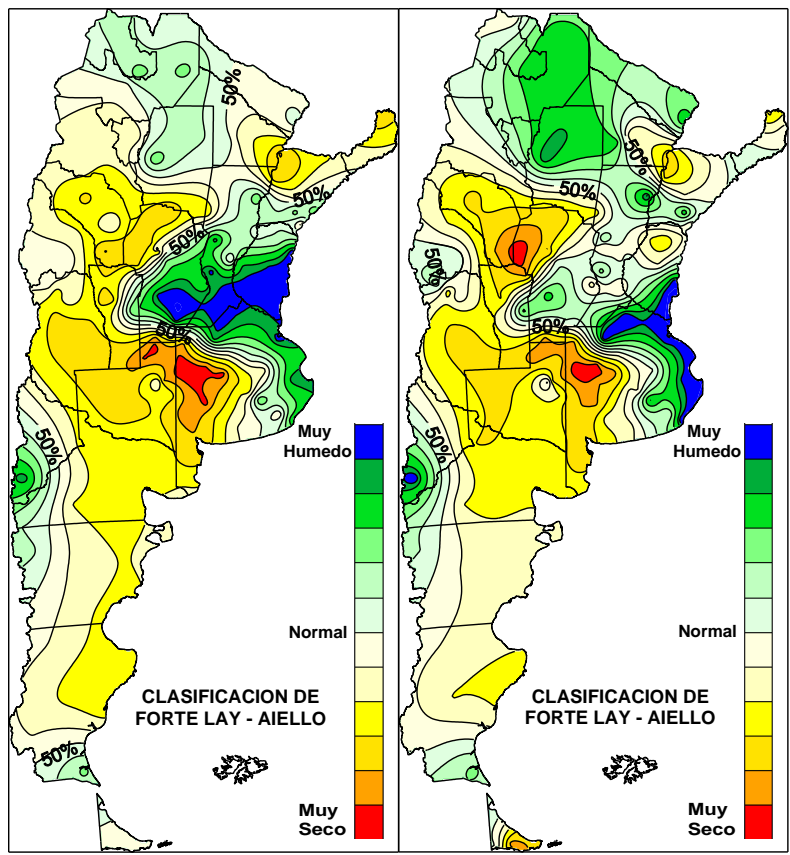 50%
50%
50%
50%
50%
50%
Muy
Humedo
Normal
CLASIFICACION DE
FORTE LAY - AIELLO
Muy
Seco
50%
50%
50%
50%
50%
Muy
Humedo
Normal
CLASIFICACION DE
FORTE LAY - AIELLO
Muy
Seco